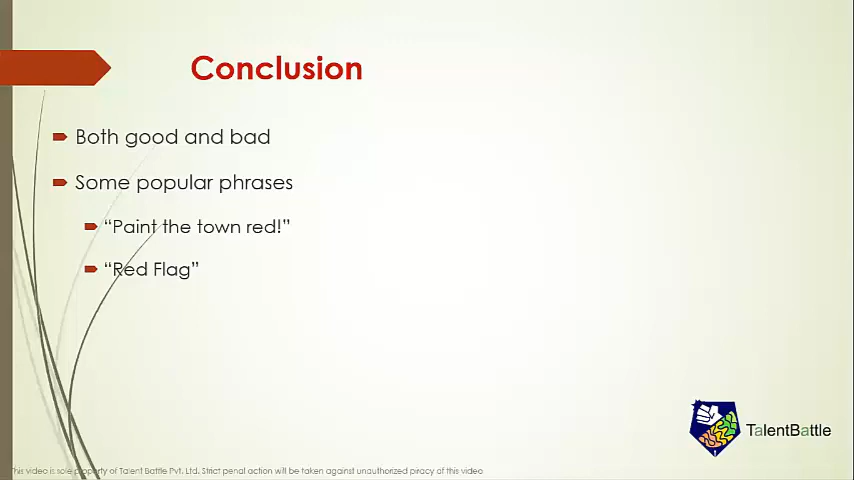 Conclusion
Both good and bad
Some popular phrases
“Paint the town red!”
“Red Flag”
TalentBattle
This video is sole property of Talent Battle Pvt. Ltd. Strict penal action will be taken against unauthorized piracy of this video